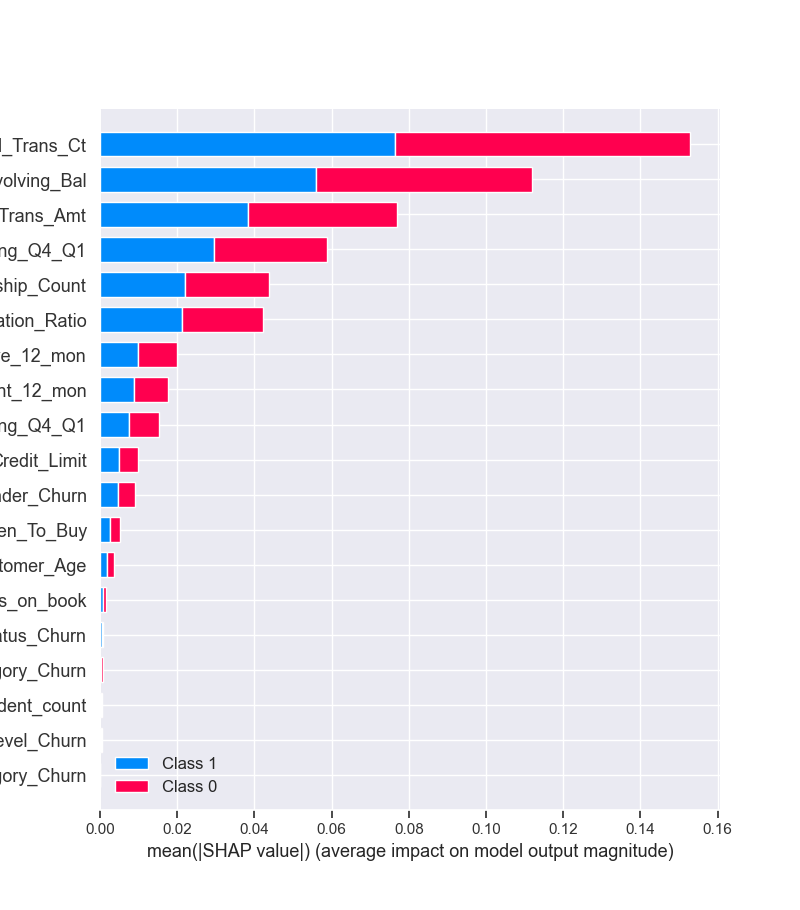 l_Trans_Ct
volving_Bal
Trans_Amt
ng_Q4_Q1
ship_Count
ation_Ratio
e_12_mon
nt_12_mon
ng_Q4_Q1
Credit_Limit
nder_Churn
en_To_Buy
tomer_Age
s_on_book
atus_Churn
gory_Churn
dent_count
evel_Churn
gory_Churn
Class 1
Class 0
0.00 0.02 0.04 0.06 0.08 0.10 0.12 0.14 0.16
mean(|SHAP value|) (average impact on model output magnitude)